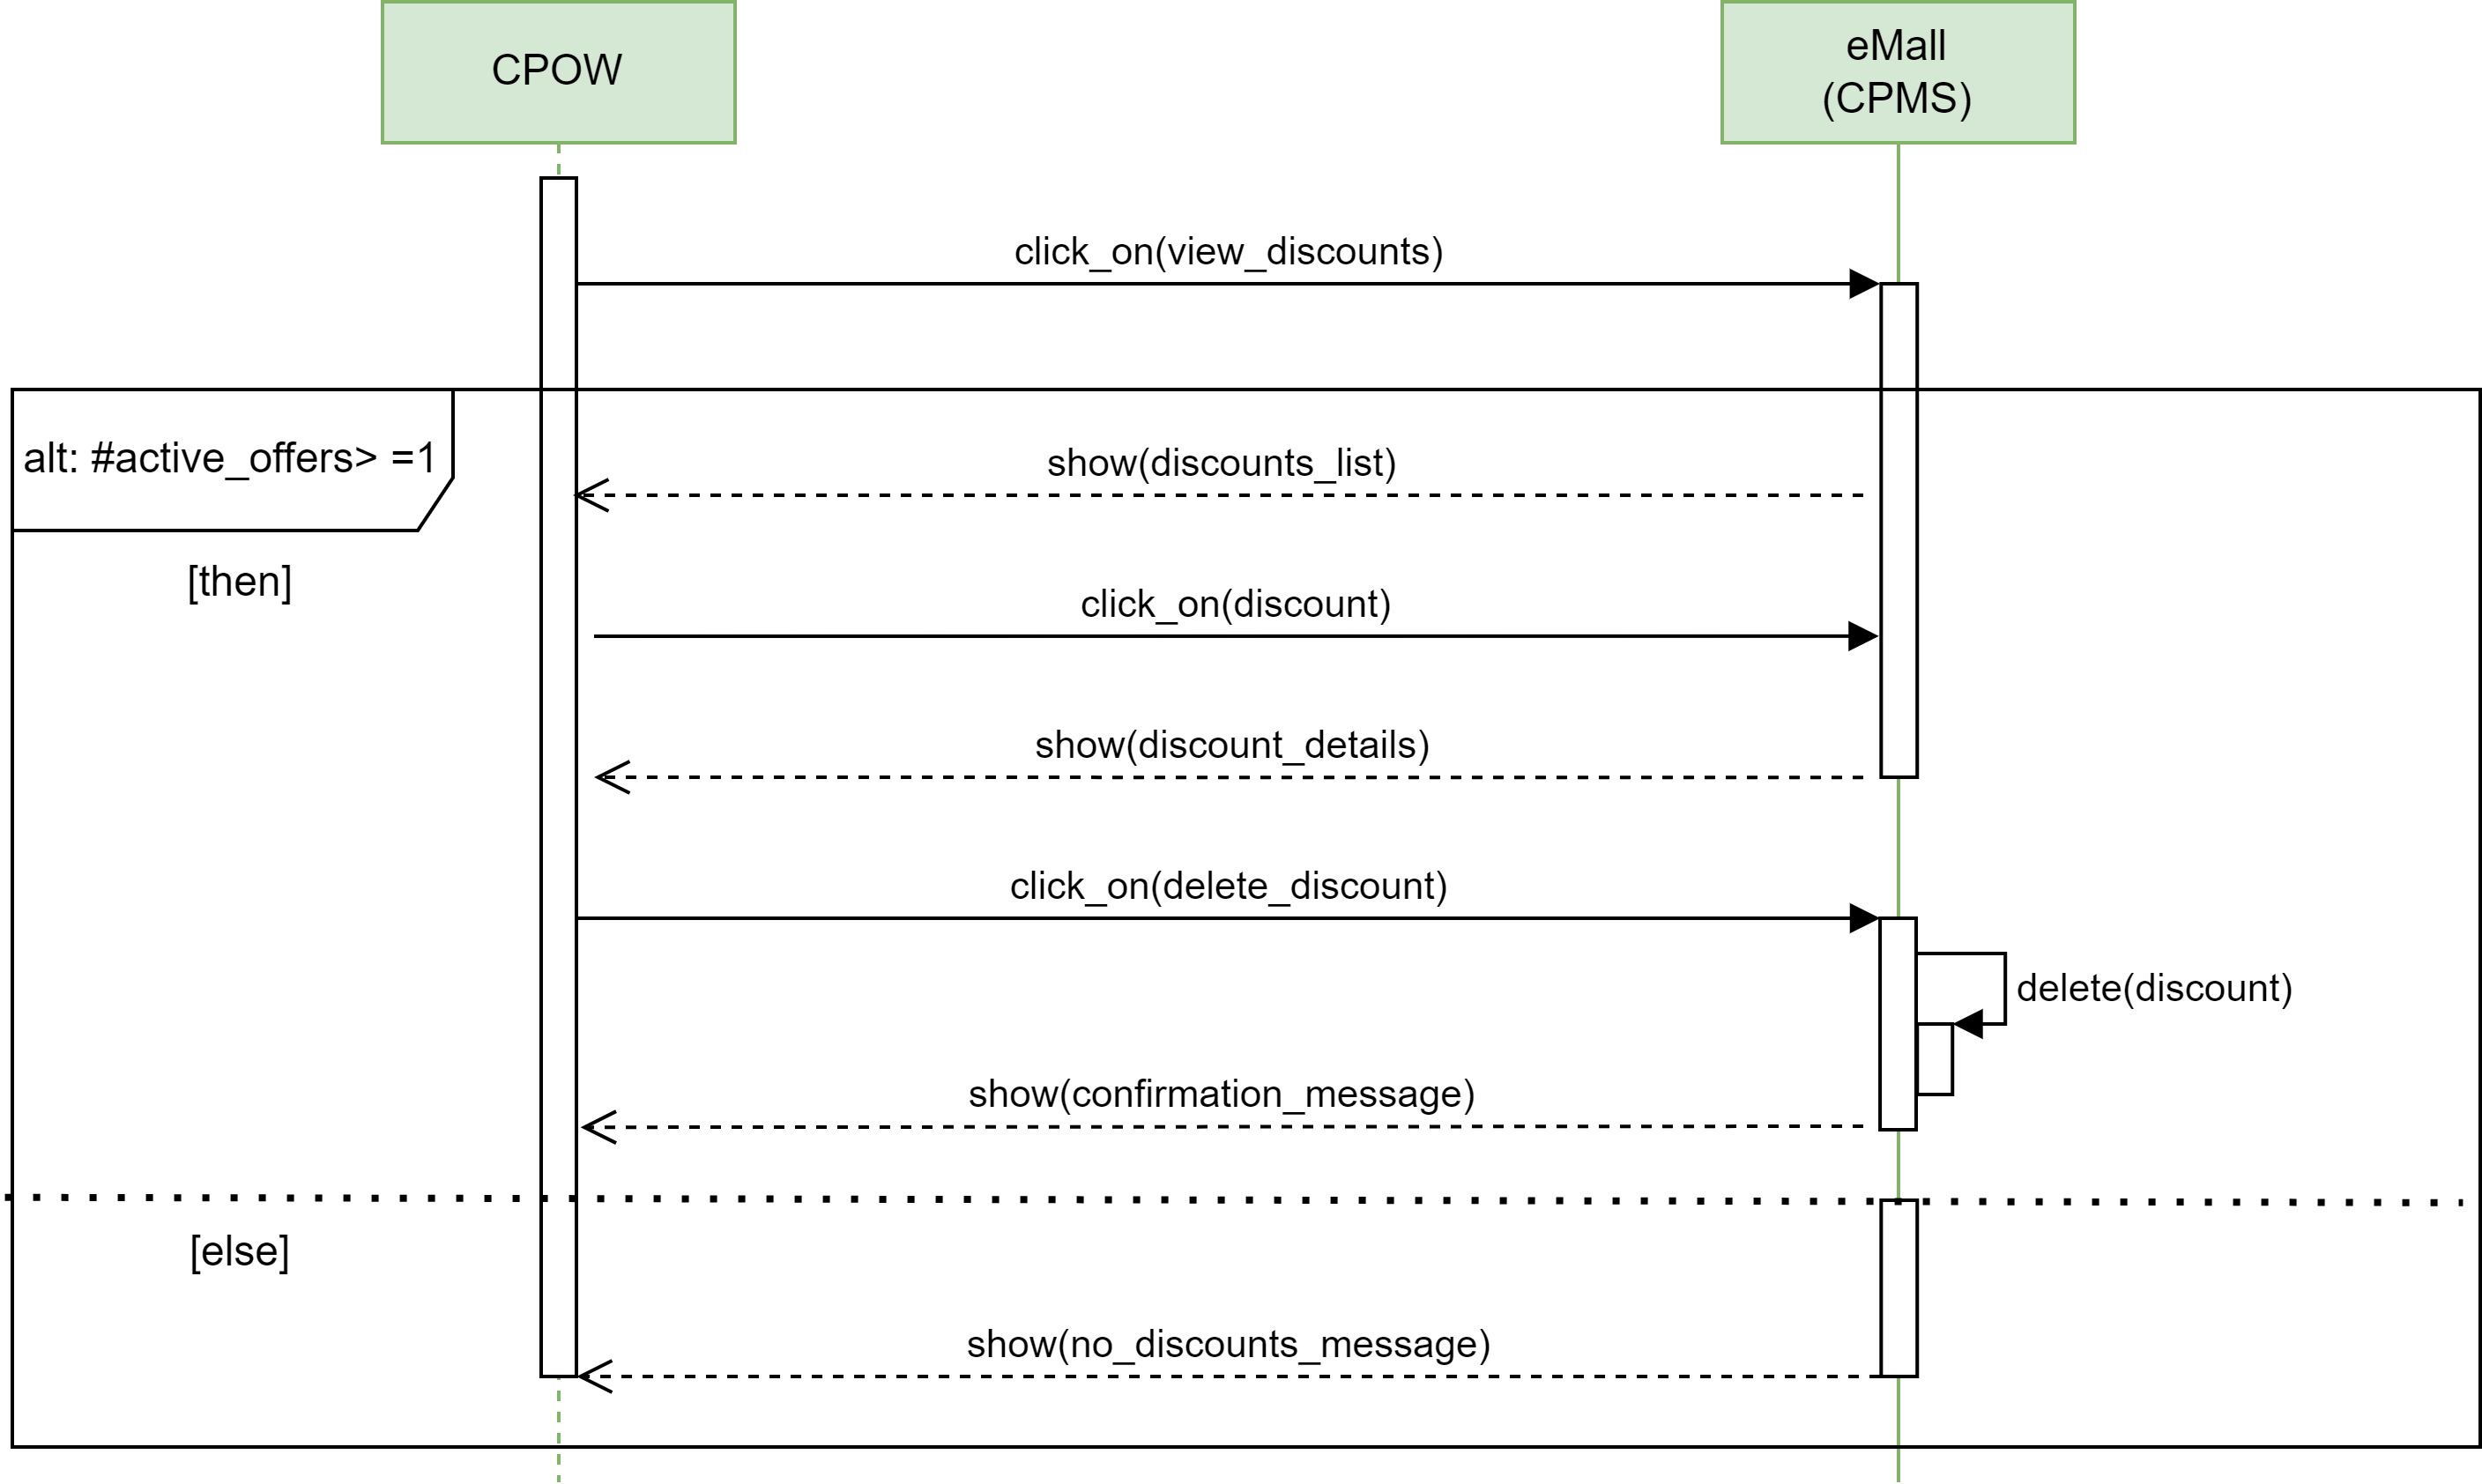 CPOW
eMall
(CPMS)
click_on(view_discounts)
alt: #active_offers> =1
show(discounts_list)
[then]
click_on(discount)
show(discount_details)
click_on(delete_discount)
delete(discount)
show(confirmation_message)
[else]
show(no_discounts_message)